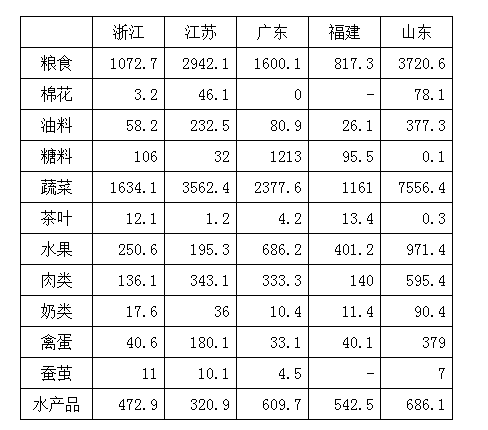 浙江 江苏 广东 福建 山东
粮食 1072.7 2942.1 1600.1 817.3 3720.6
棉花 3.2 46.1 0 - 78.1
油料 58.2 232.5 80.9 26.1 377.3
糖料 106 32 1213 95.5 0.1
蔬菜 1634.1 3562.4 2377.6 1161 7556.4
茶叶 12.1 1.2 4.2 13.4 0.3
水果 250.6 195.3 686.2 401.2 971.4
肉类 136.1 343.1 333.3 140 595.4
奶类 17.6 36 10.4 11.4 90.4
禽蛋 40.6 180.1 33.1 40.1 379
蚕茧 11 10.1 4.5 - 7
水产品 472.9 320.9 609.7 542.5 686.1